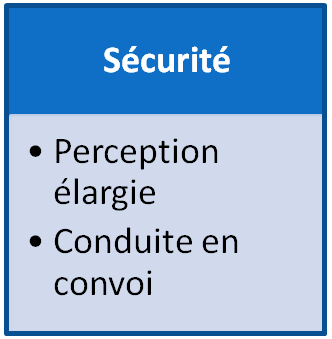 Sécurité
• Perception
élargie
• Conduite en
convoi